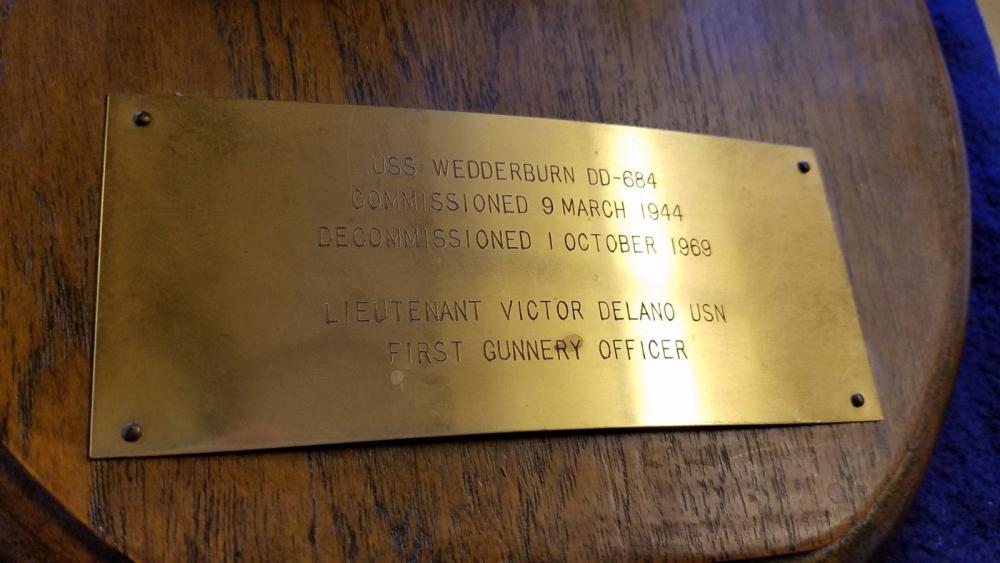 USS WEDDERBURN DD-684
COMMISSIONED 9 MARCH 1944
DECOMMISSIONED 1 OCTOBER 1969
LIEUTENANT VICTOR DELANO USN
FIRST GUNNERY OFFICER